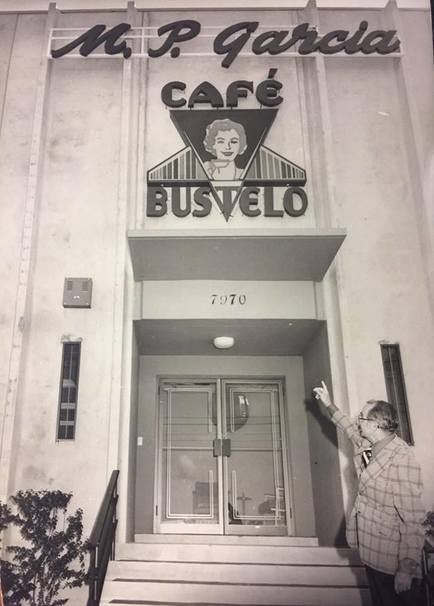 M. P. Garcia
CAFÉ
BUSTELO
7970